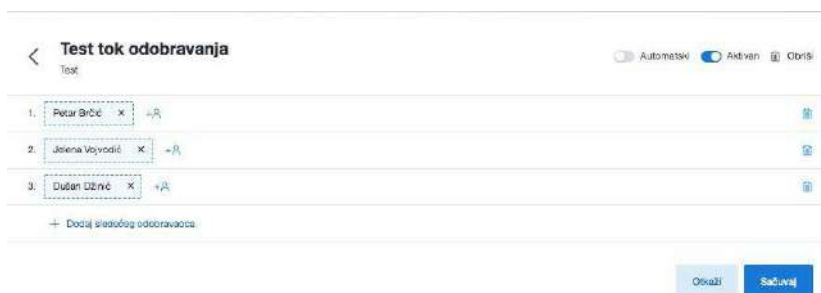 Test tok odobravanja
Automatski Aktivan Obriši
Test
1. Petar Brčić ×
2. Jelena Vojvodić ×
3. Dušan Džinić ×
+ Dodaj sledećeg odobravaoca
Otkaži Sačuvaj